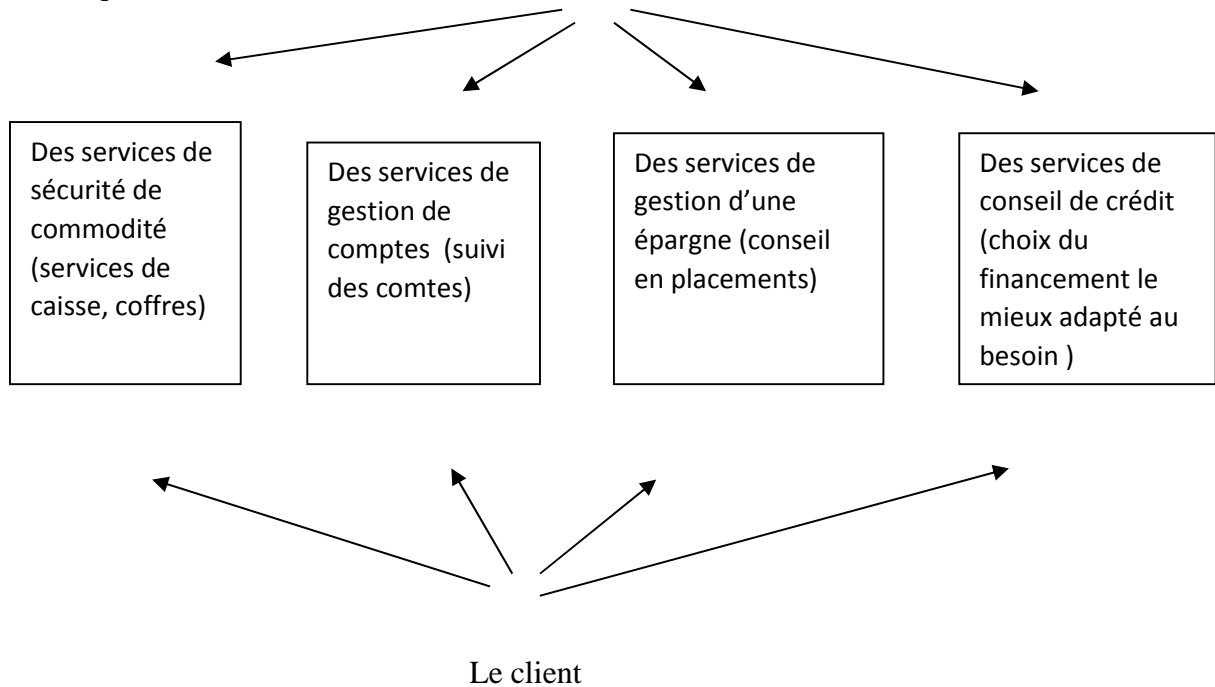 Des services de
sécurité de
commodité
(services de
caisse, coffres)
Des services de
gestion de
comptes (suivi
des comtes)
Des services de
gestion d’une
épargne (conseil
en placements)
Des services de
conseil de crédit
(choix du
financement le
mieux adapté au
besoin )
Le client